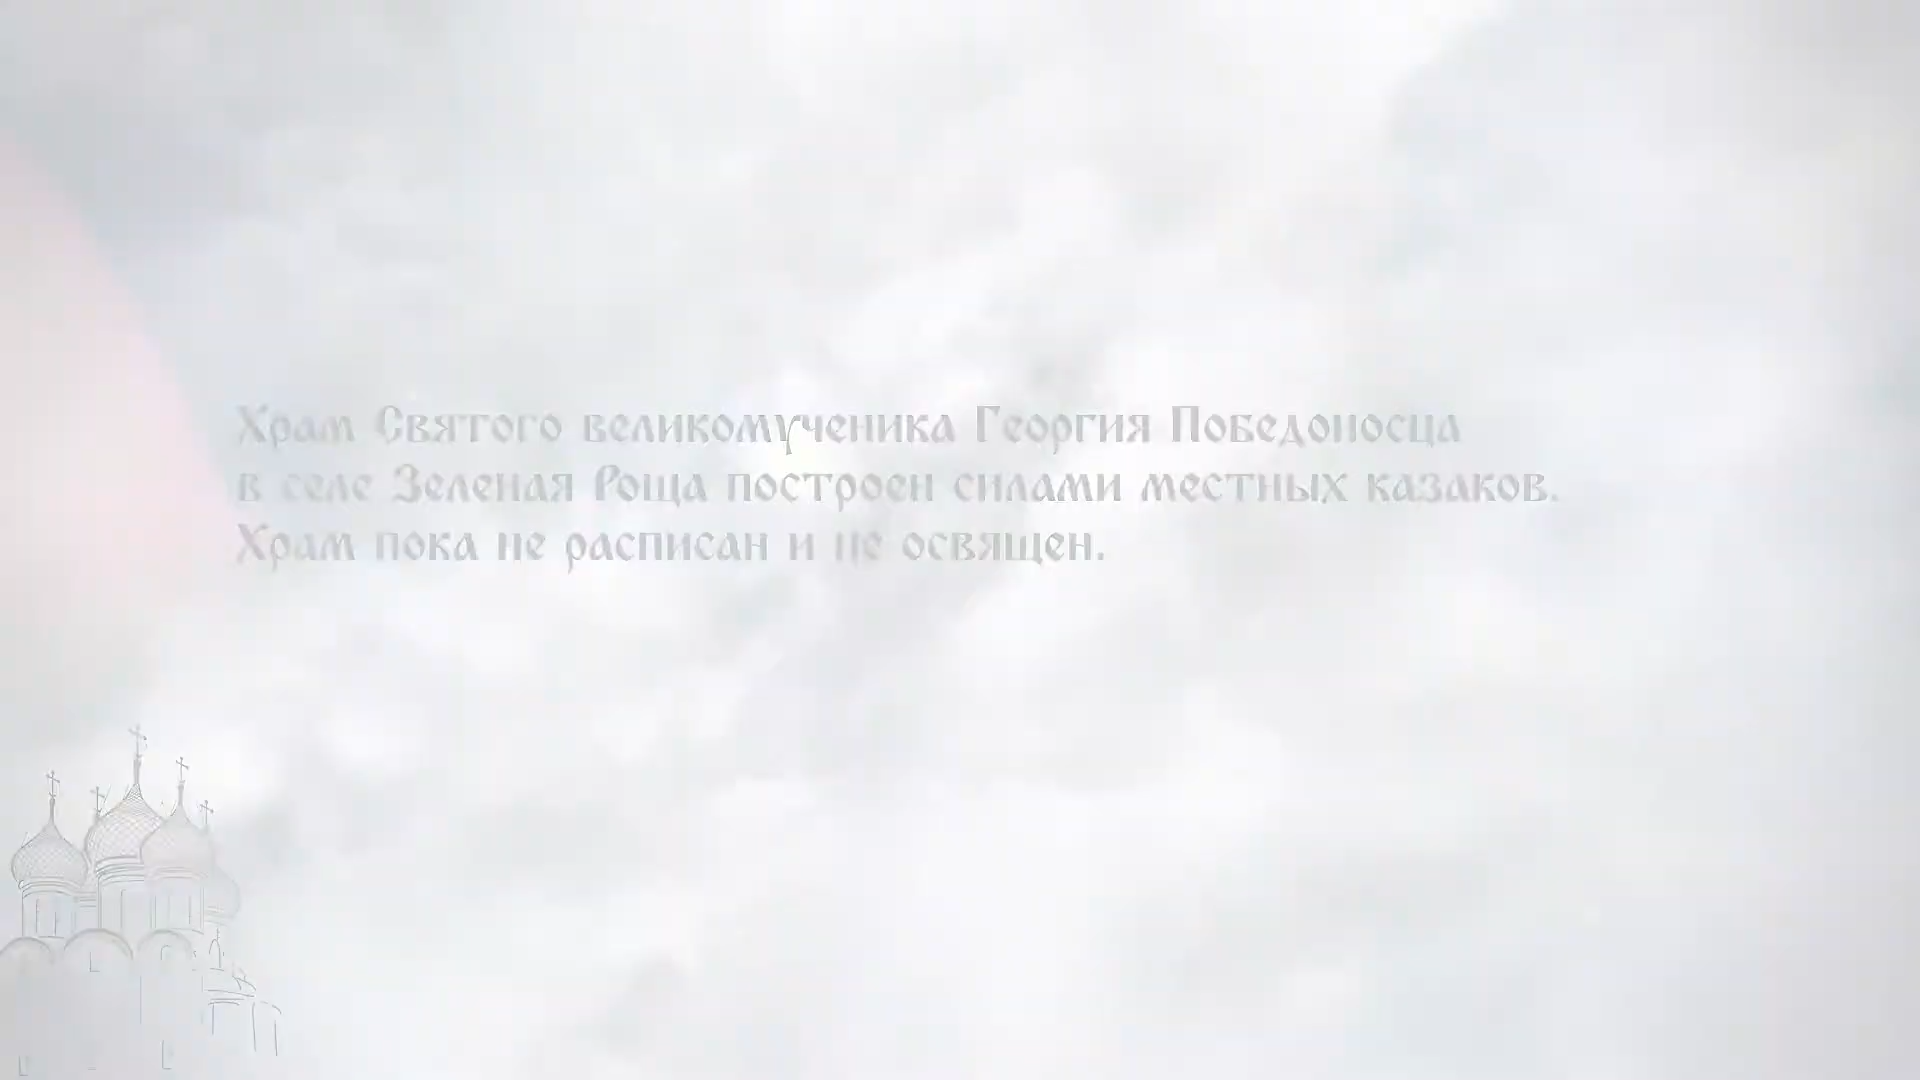 Храм Святого великомученика Георгия Победоносца
в селе Зеленая Роща построен силами местных казаков.
Храм пока не расписан и не освящен.